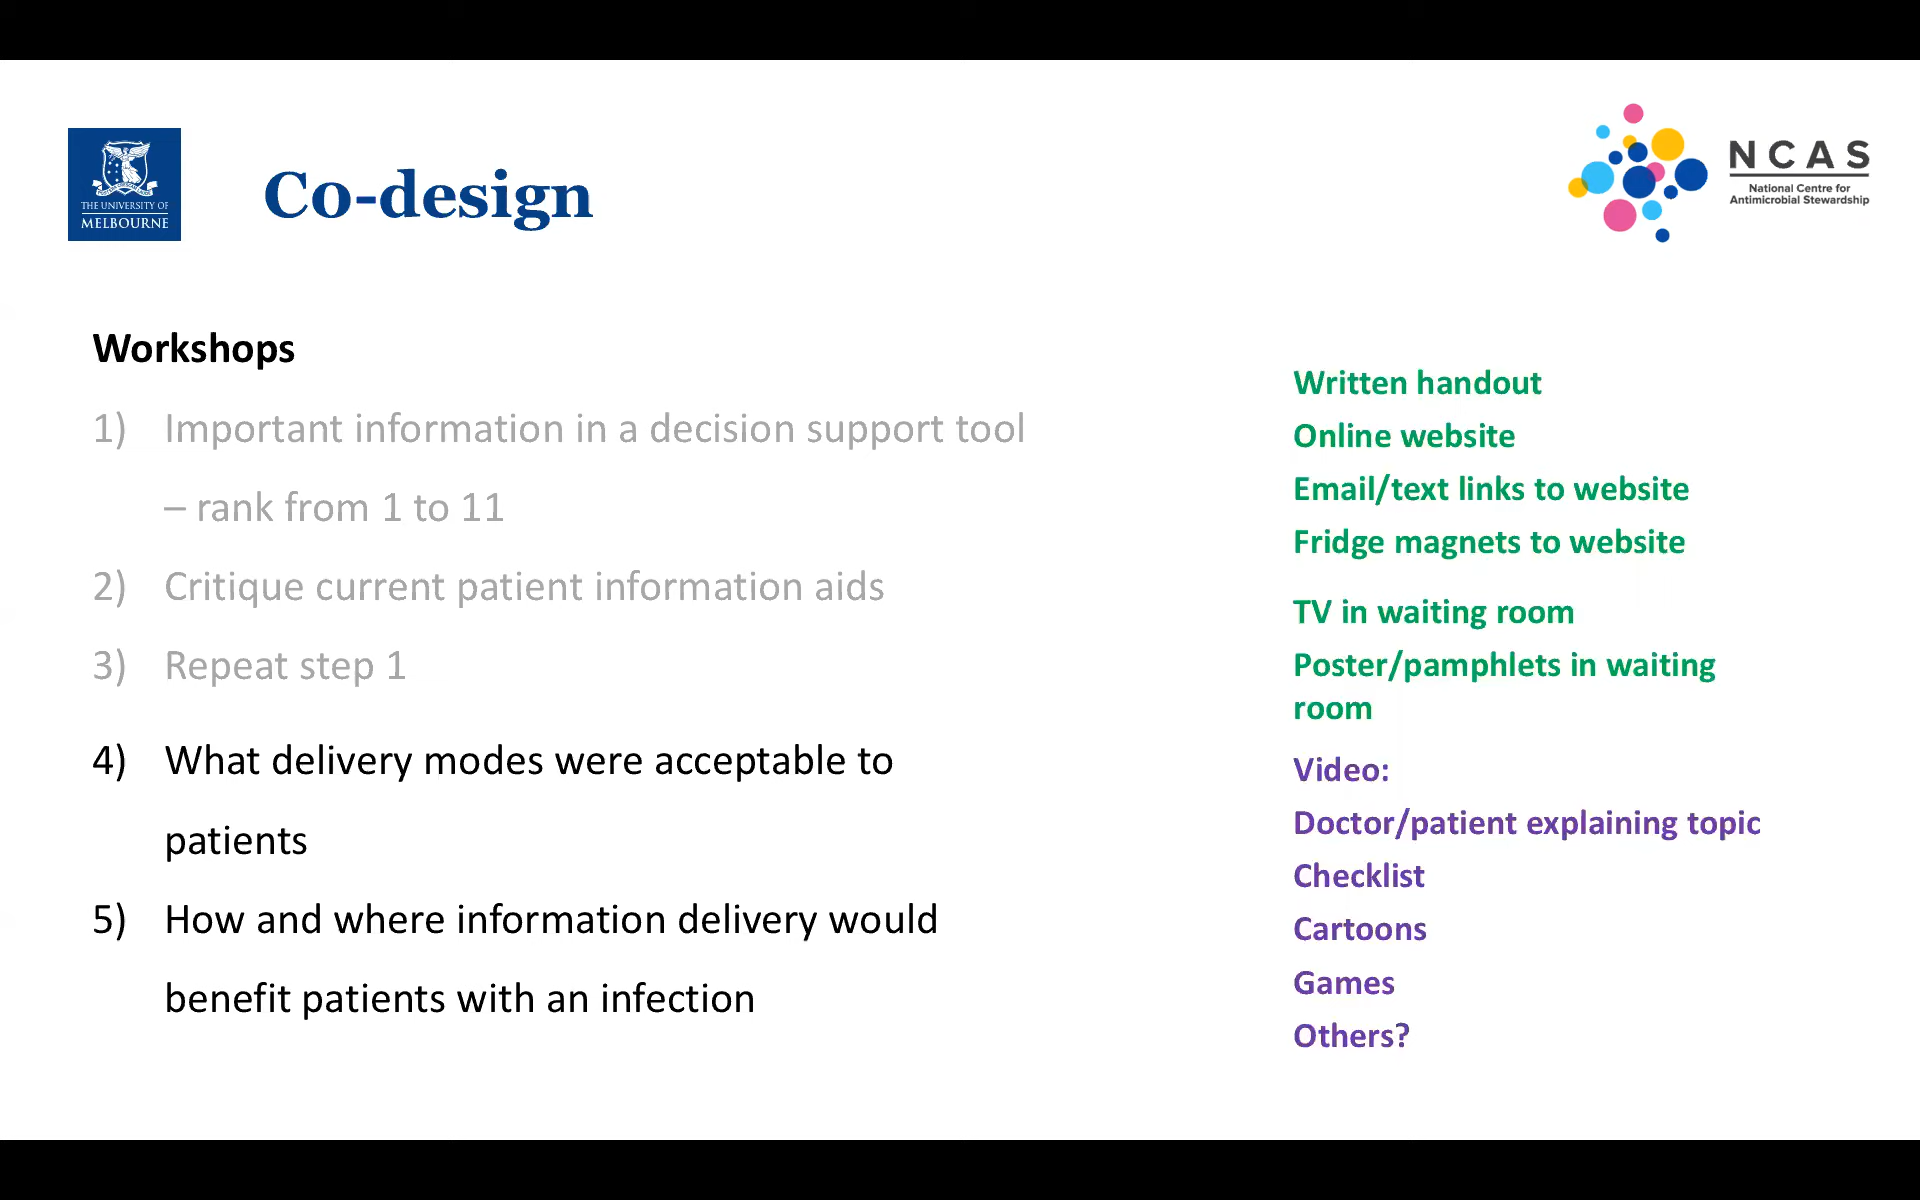 THE UNIVERSITY OF
MELBOURNE
Co-design
NCAS
National Centre for
Antimicrobial Stewardship
Workshops
1) Important information in a decision support tool
– rank from 1 to 11
2) Critique current patient information aids
3) Repeat step 1
4) What delivery modes were acceptable to
patients
5) How and where information delivery would
benefit patients with an infection
Written handout
Online website
Email/text links to website
Fridge magnets to website
TV in waiting room
Poster/pamphlets in waiting
room
Video:
Doctor/patient explaining topic
Checklist
Cartoons
Games
Others?